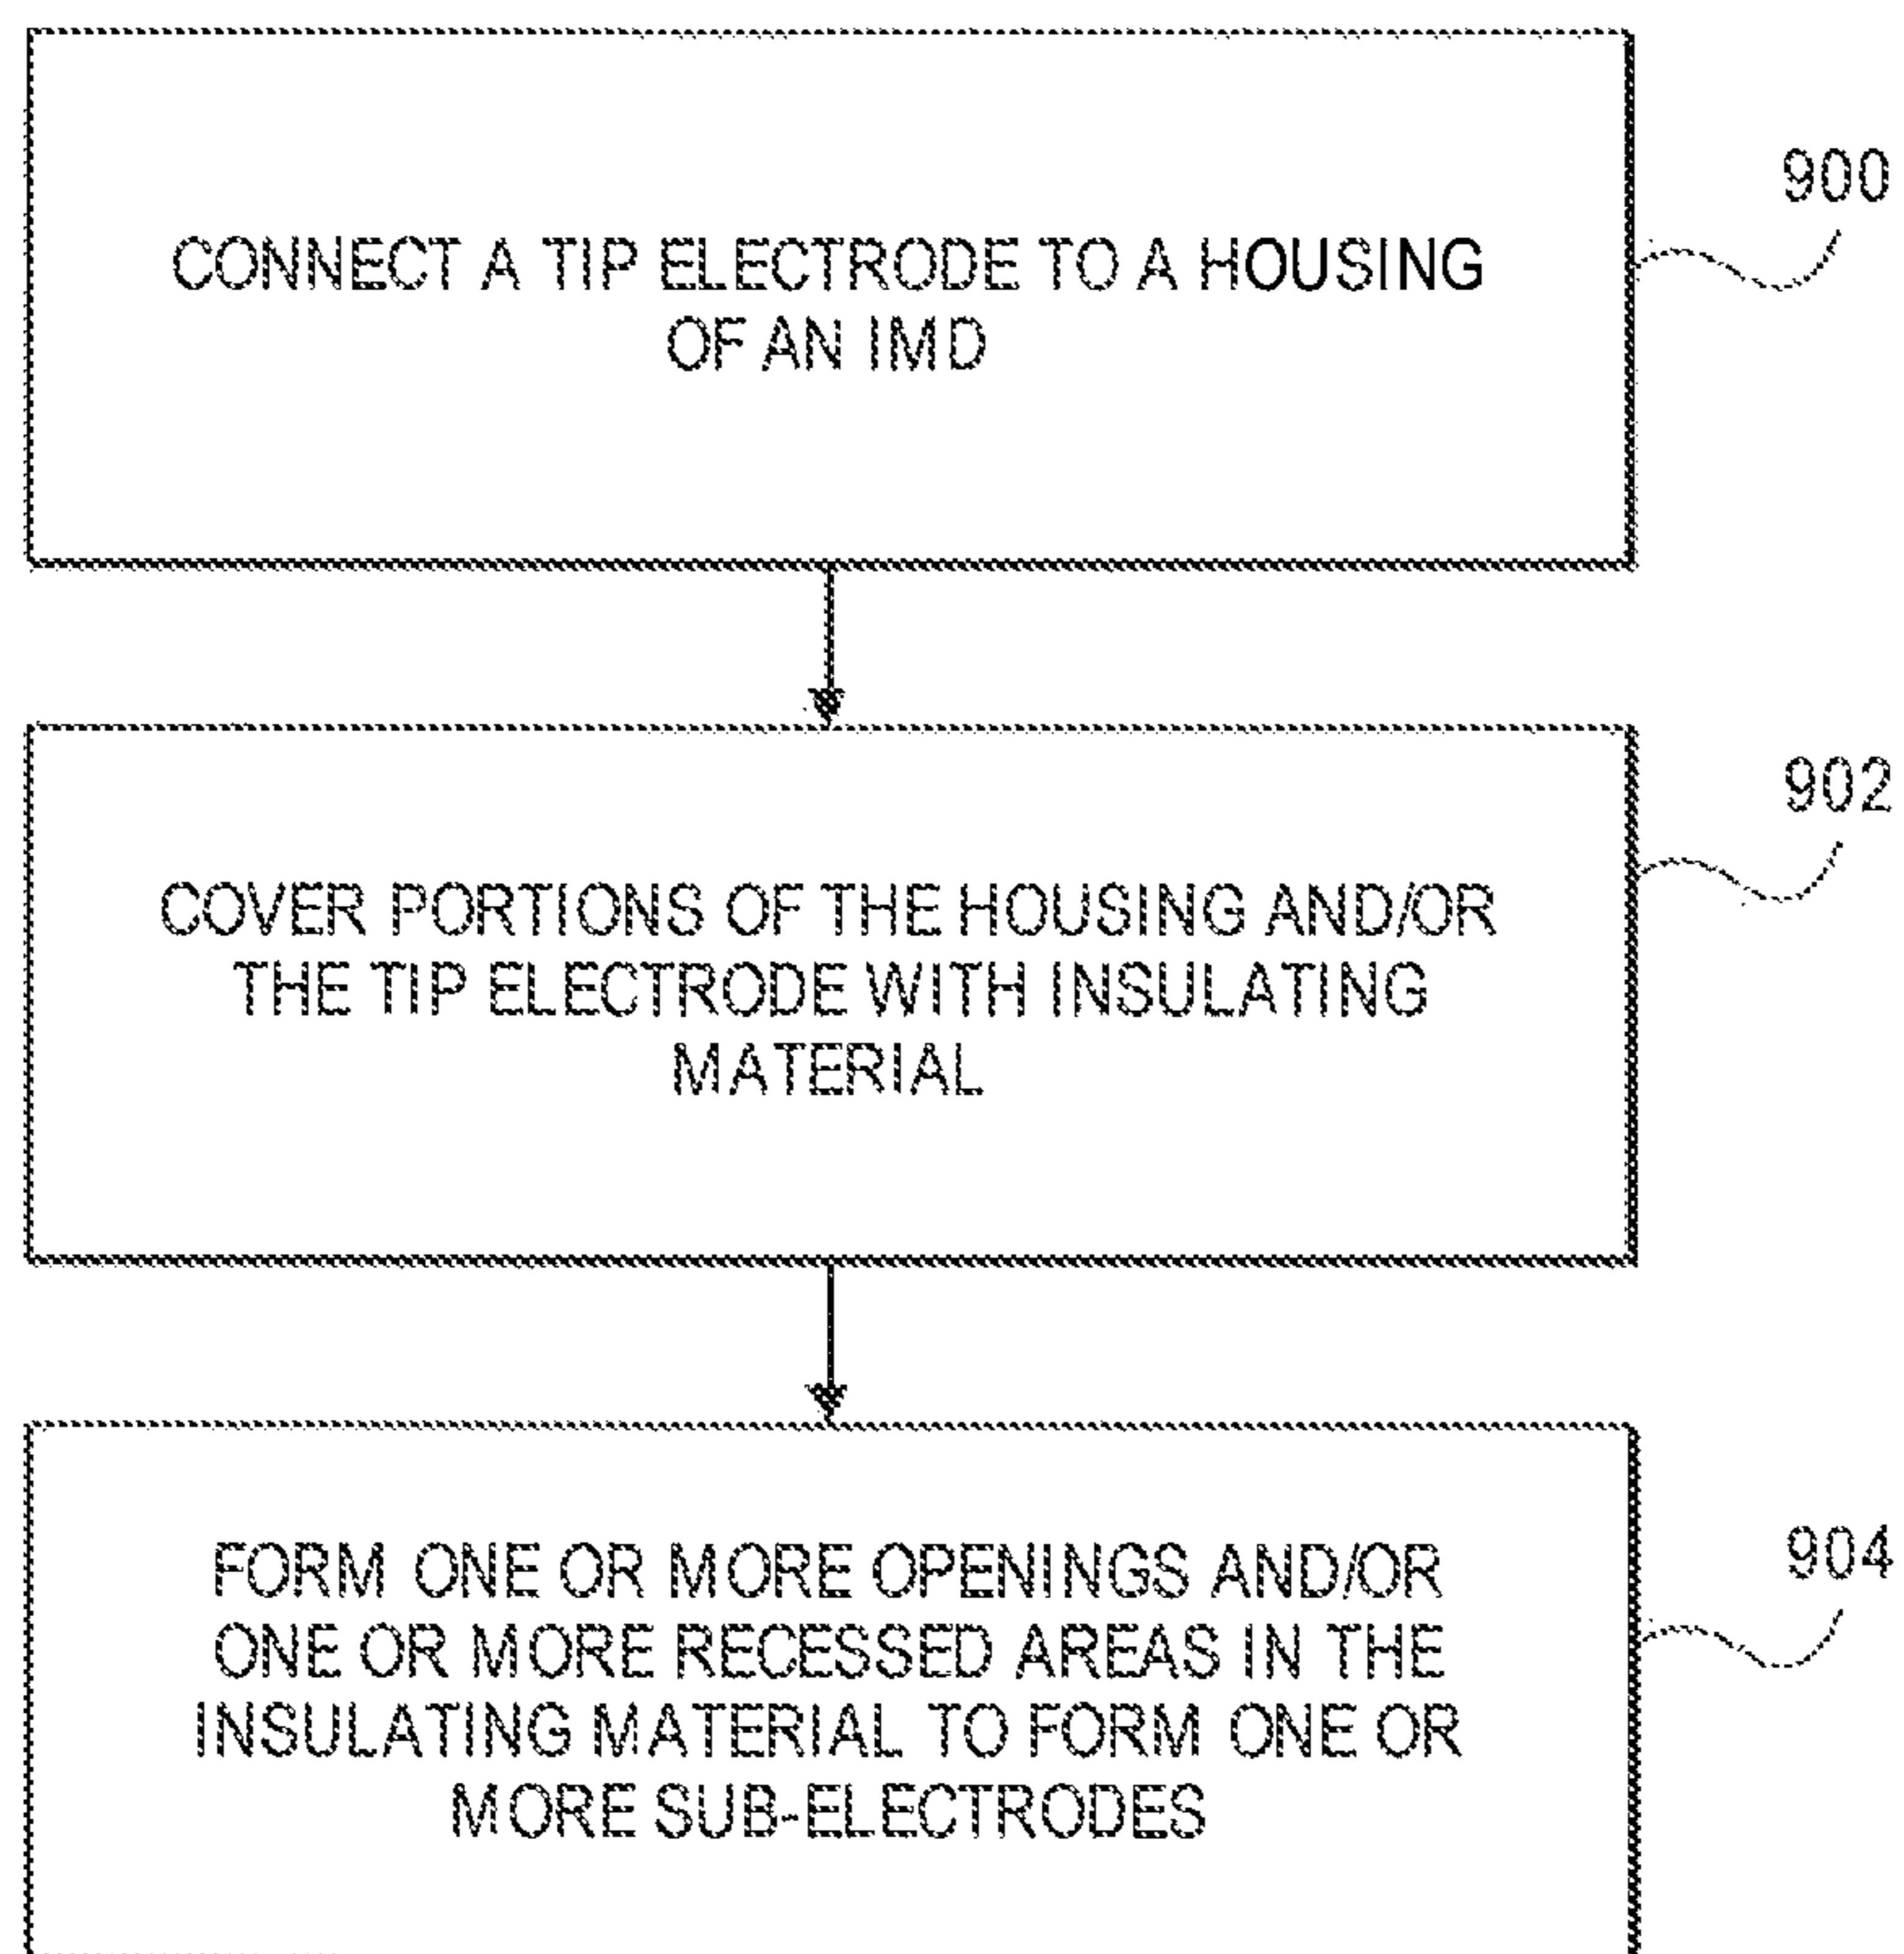 CONNECT A TIP ELECTRODE TO A HOUSING
OF AN IMD
900
COVER PORTIONS OF THE HOUSING AND/OR
THE TIP ELECTRODE WITH INSULATING
MATERIAL
902
FORM ONE OR MORE OPENINGS AND/OR
ONE OR MORE RECESSED AREAS IN THE
INSULATING MATERIAL TO FORM ONE OR
MORE SUB-ELECTRODES
904